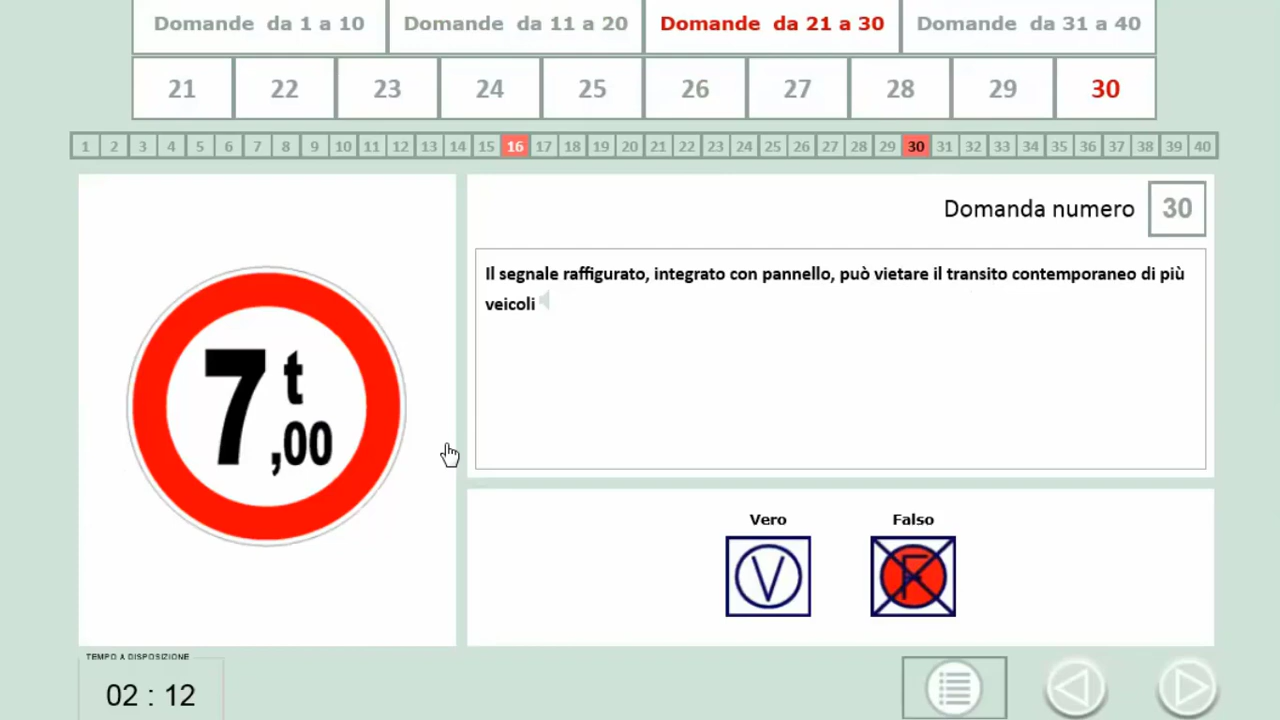 Domande da 1 a 10 Domande da 11 a 20 Domande da 21 a 30 Domande da 31 a 40
21 22 23 24 25 26 27 28 29 30
1 2 3 4 5 6 7 8 9 10 11 12 13 14 15 16 17 18 19 20 21 22 23 24 25 26 27 28 29 30 31 32 33 34 35 36 37 38 39 40
Domanda numero 30
Il segnale raffigurato, integrato con pannello, può vietare il transito contemporaneo di più
veicoli
7t
,00
Vero Falso
V F
TEMPO A DISPOSIZIONE
02 : 12